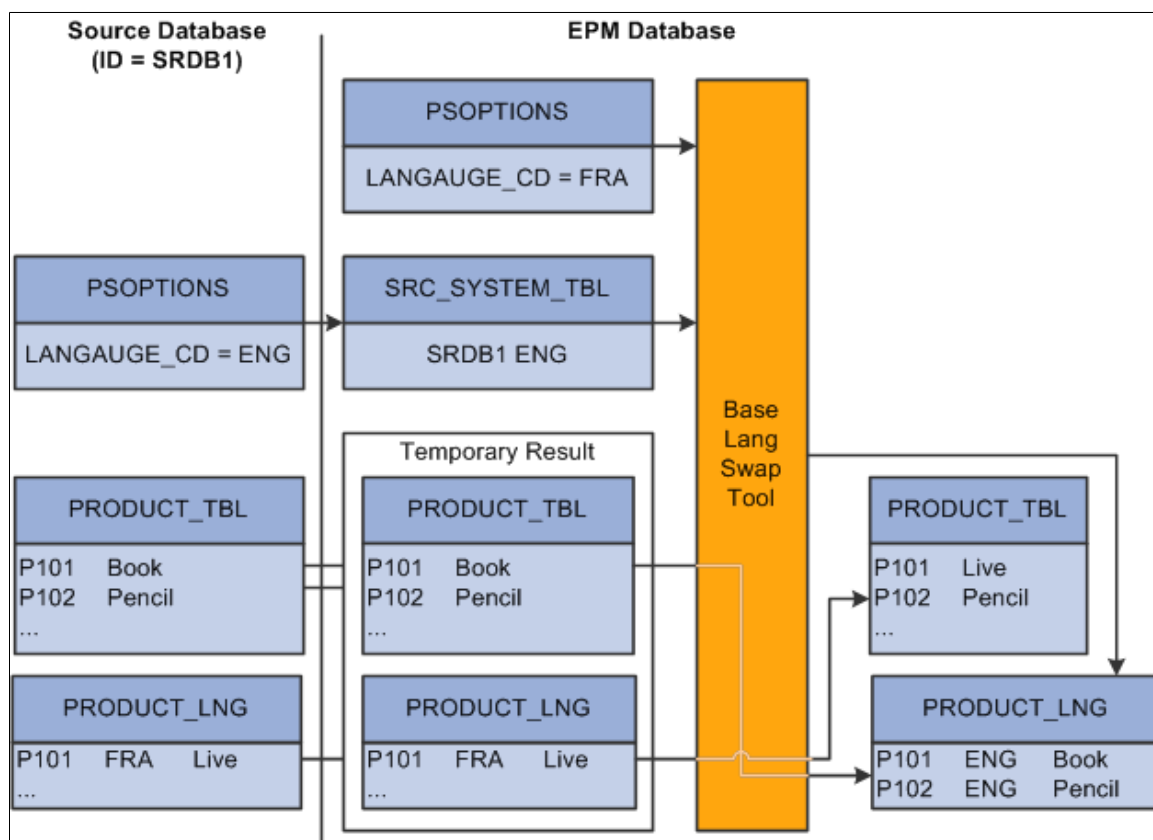 Source Database
(ID = SRDB1)
EPM Database
PSOPTIONS
LANGAUGE_CD = FRA
PSOPTIONS
LANGAUGE_CD = ENG
SRC_SYSTEM_TBL
SRDB1 ENG
Base
Lang
Swap
Tool
Temporary Result
PRODUCT_TBL
P101 Book
P102 Pencil
...
PRODUCT_TBL
P101 Book
P102 Pencil
...
PRODUCT_TBL
P101 Live
P102 Pencil
...
PRODUCT_LNG
P101 FRA Live
...
PRODUCT_LNG
P101 FRA Live
...
PRODUCT_LNG
P101 ENG Book
P102 ENG Pencil